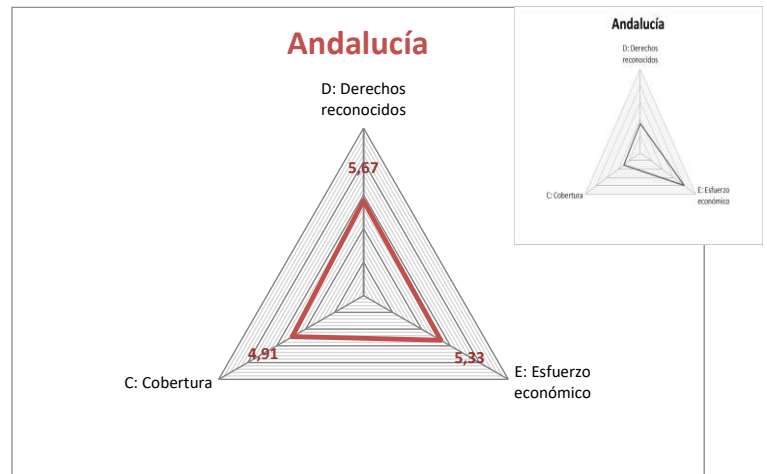 Andalucía
D: Derechos
reconocidos
5,67
4,91
5,33
C: Cobertura
E: Esfuerzo
económico
Andalucía
D: Derechos
reconocidos
C: Cobertura
E: Esfuerzo
económico